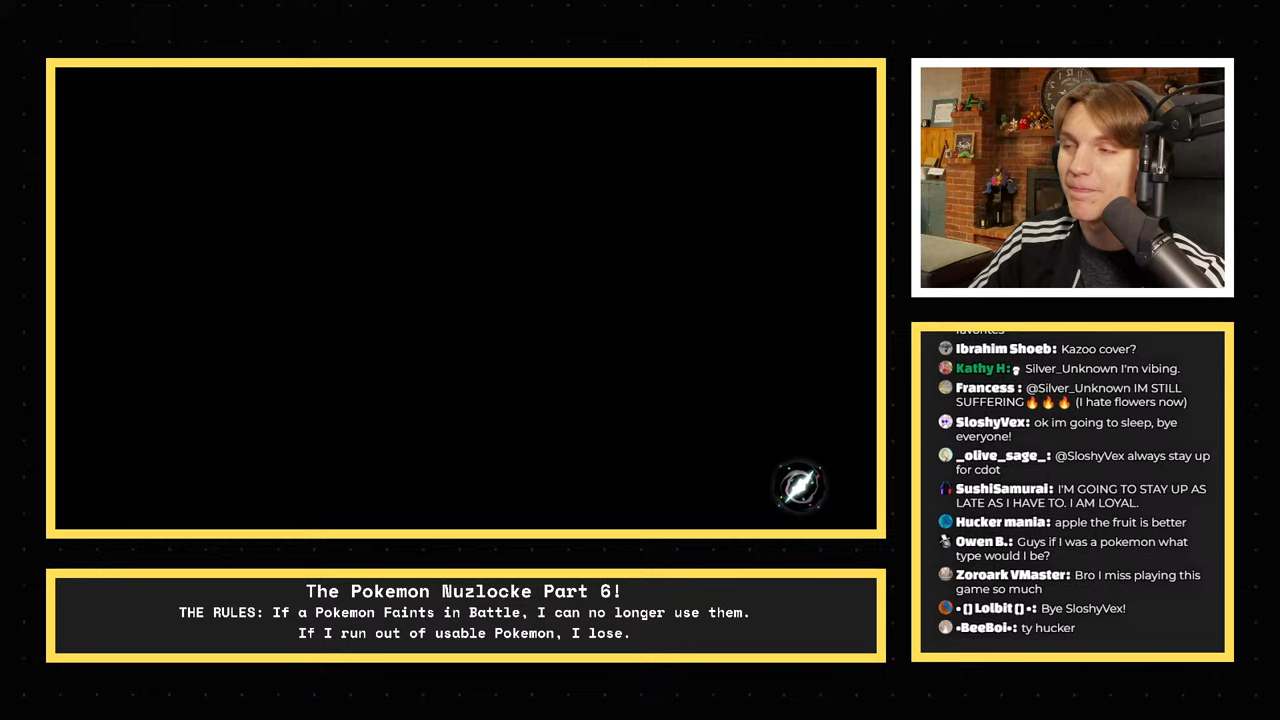 The Pokemon Nuzlocke Part 6!
THE RULES: If a Pokemon Faints in Battle, I can no longer use them.
If I run out of usable Pokemon, I lose.
favorites
Ibrahim Shoeb: Kazoo cover?
Kathy H: Silver_Unknown I'm vibing.
Francess : @Silver_Unknown IM STILL
SUFFERING🔥🔥🔥 (I hate flowers now)
SloshyVex: ok im going to sleep, bye
everyone!
_olive_sage_: @SloshyVex always stay up
for cdot
SushiSamurai: I'M GOING TO STAY UP AS
LATE AS I HAVE TO. I AM LOYAL.
Hucker mania: apple the fruit is better
Owen B.: Guys if I was a pokemon what
type would I be?
Zoroark VMaster: Bro I miss playing this
game so much
•[] Lolbit []•: Bye SloshyVex!
•BeeBoi•: ty hucker